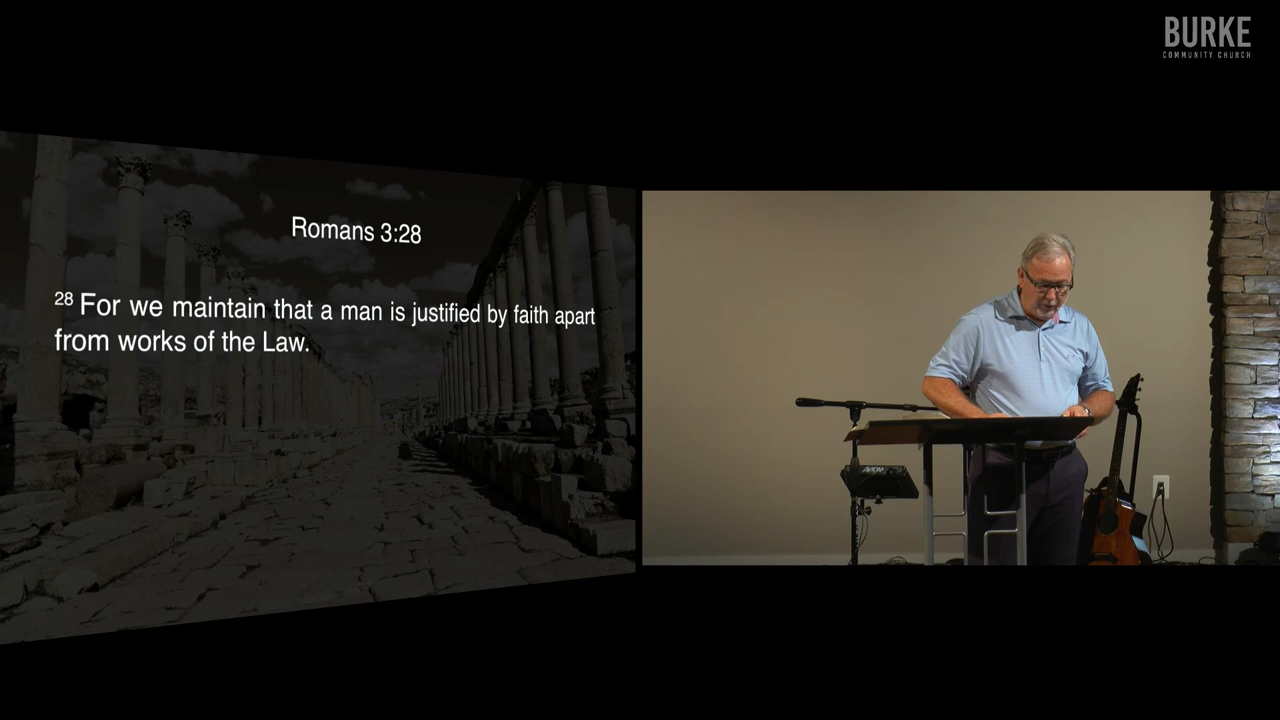 BURKE
COMMUNITY CHURCH
Romans 3:28
28 For we maintain that a man is justified by faith apart
from works of the Law.
AVIOM